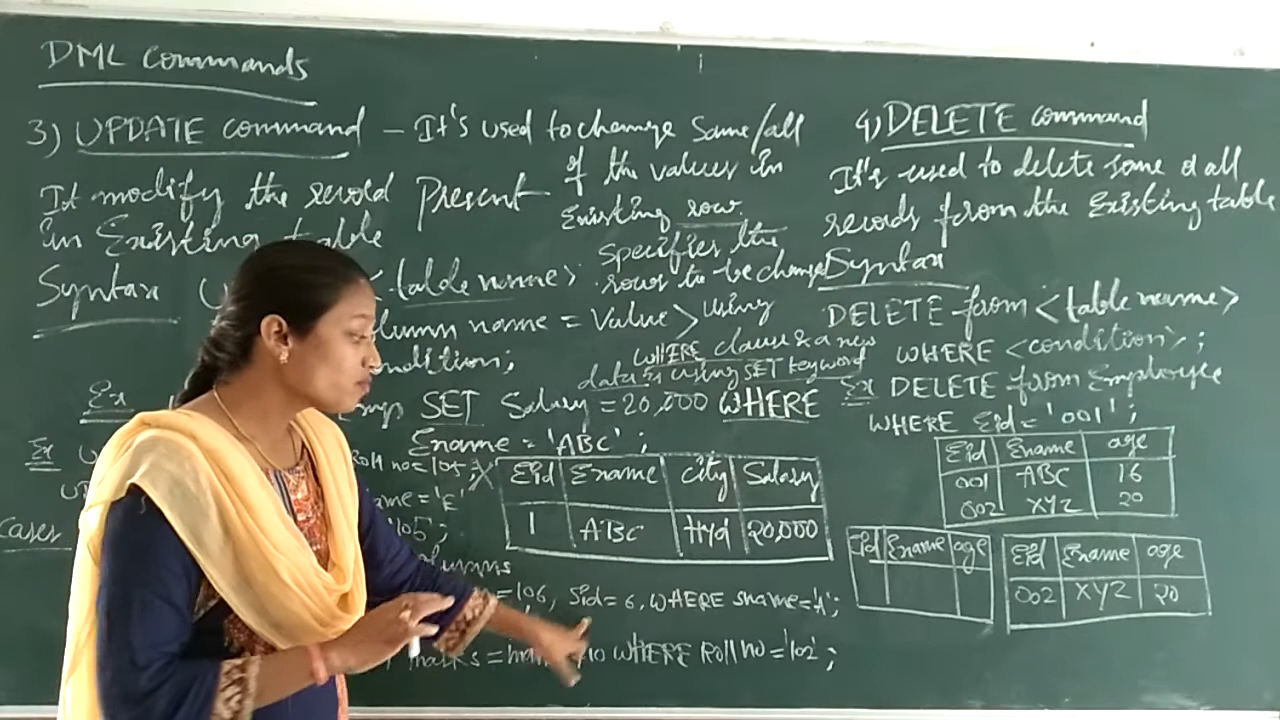 DML Commands
3) UPDATE Command - It's used to change Some/all
of the values in
Existing row.
It modify the record Present
in Existing table
Specifies the
rows to be change
using
WHERE clause & a new
data is using SET keyword
Syntax <table name>
column name = Value>
condition;
Ex SET Salary = 20,000 WHERE
Ename = 'ABC' ;
Ex Roll no=105; X
name = 'E'
105';
Cases
columns
=106, Sid=6, WHERE sname='A';
marks = 10 WHERE Roll no ='102';
Eid Ename City Salary
1 ABC Hyd 20,000
4) DELETE Command
It's used to delete some & all
records from the Existing table
Syntax
DELETE from <table name>
WHERE <condition> ;
Ex DELETE from Employee
WHERE Eid = '001' ;
Eid Ename age
001 ABC 16
002 XYZ 20
Eid Ename age
Eid Ename age
002 XYZ 20